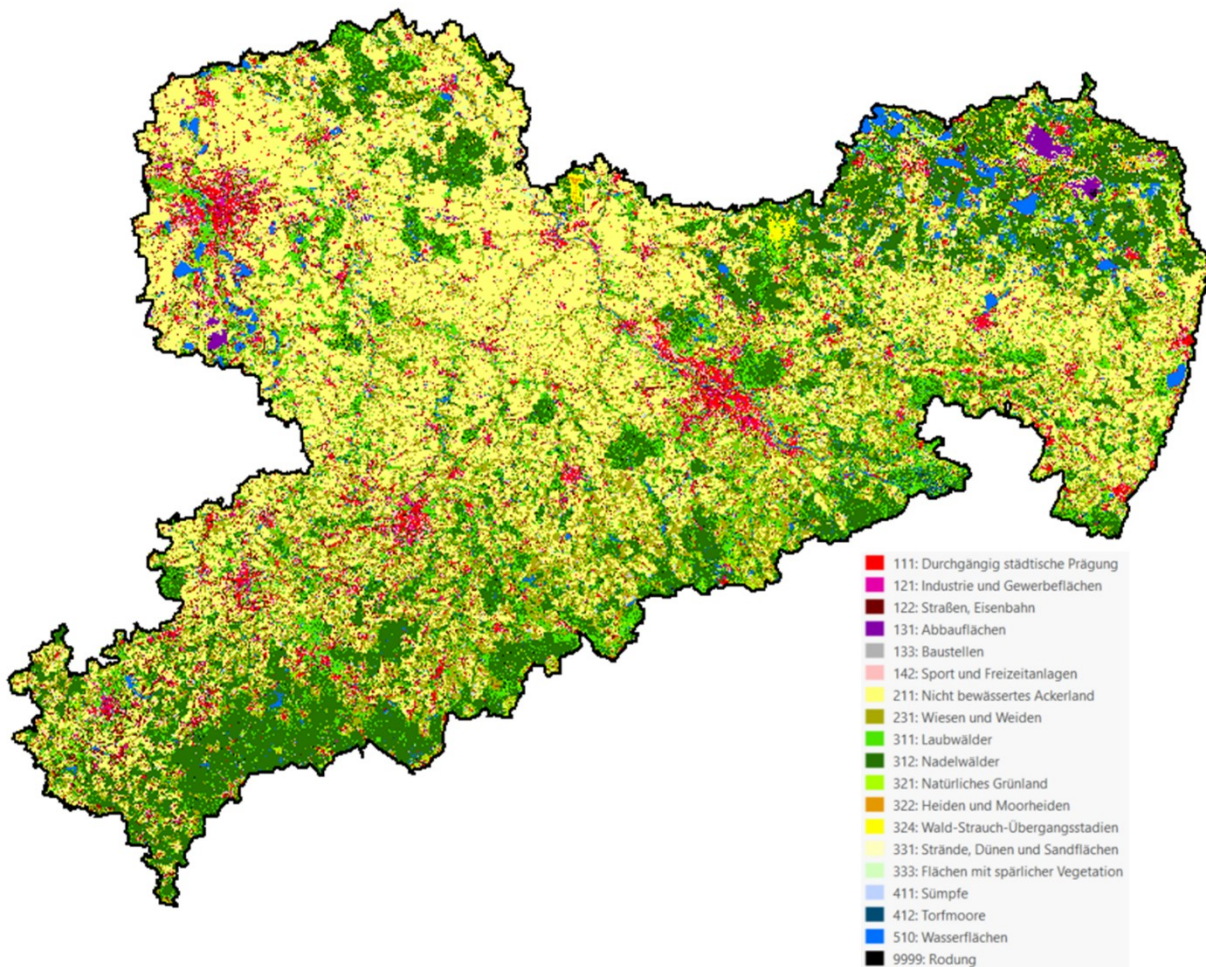 111: Durchgängig städtische Prägung
121: Industrie und Gewerbeflächen
122: Straßen, Eisenbahn
131: Abbauflächen
133: Baustellen
142: Sport und Freizeitanlagen
211: Nicht bewässertes Ackerland
231: Wiesen und Weiden
311: Laubwälder
312: Nadelwälder
321: Natürliches Grünland
322: Heiden und Moorheiden
324: Wald-Strauch-Übergangsstadien
331: Strände, Dünen und Sandflächen
333: Flächen mit spärlicher Vegetation
411: Sümpfe
412: Torfmoore
510: Wasserflächen
9999: Rodung